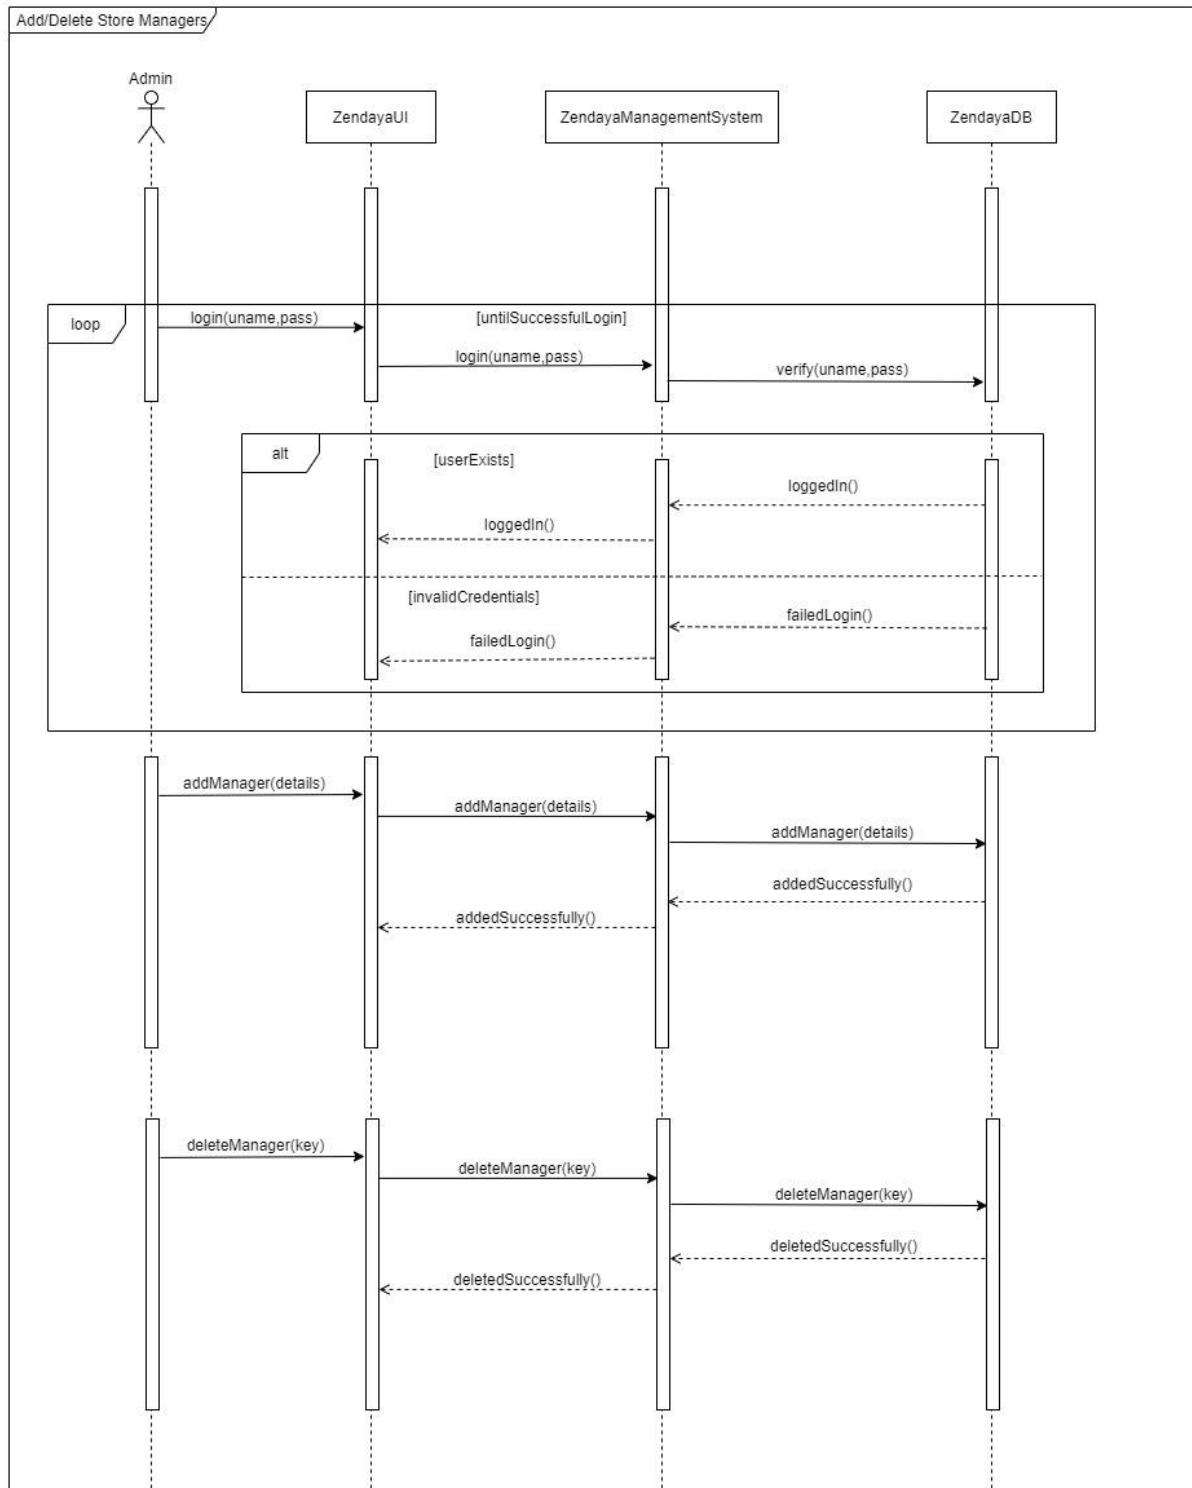 Add/Delete Store Managers
Admin
ZendayaUI
ZendayaManagementSystem
ZendayaDB
loop
login(uname,pass)
[untilSuccessfulLogin]
login(uname,pass)
verify(uname,pass)
alt
[userExists]
loggedIn()
loggedIn()
[invalidCredentials]
failedLogin()
failedLogin()
addManager(details)
addManager(details)
addManager(details)
addedSuccessfully()
addedSuccessfully()
deleteManager(key)
deleteManager(key)
deleteManager(key)
deletedSuccessfully()
deletedSuccessfully()